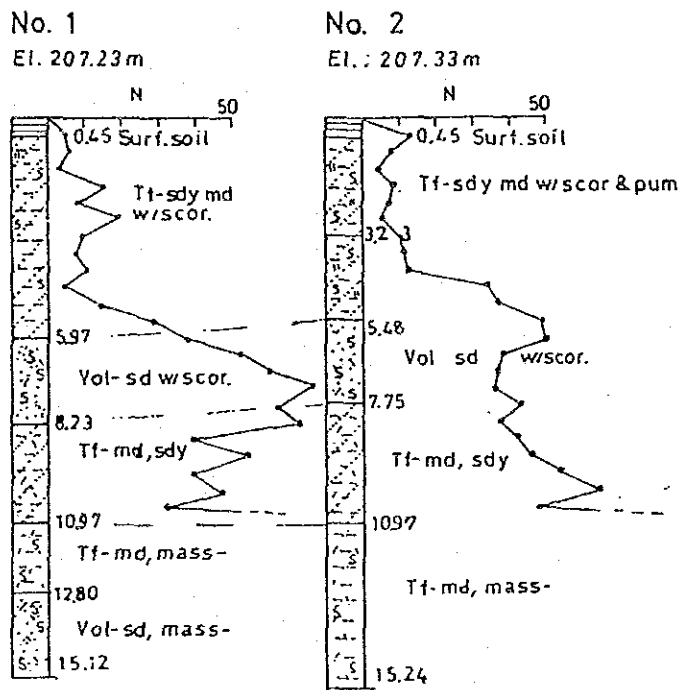 No. 1
El. 207.23m
N
50
0.45 Surf.soil
Tf-sdy md
w/scor.
5.97
Vol-sd w/scor.
8.23
Tf-md, sdy
10.97
Tf-md, mass-
12.80
Vol-sd, mass-
15.12
No. 2
El.: 207.33m
N
50
0.45 Surf.soil
Tf-sdy md w/scor & pum
3.2 3
5.48
Vol sd w/scor.
7.75
Tf-md, sdy
10.97
Tf-md, mass-
15.24